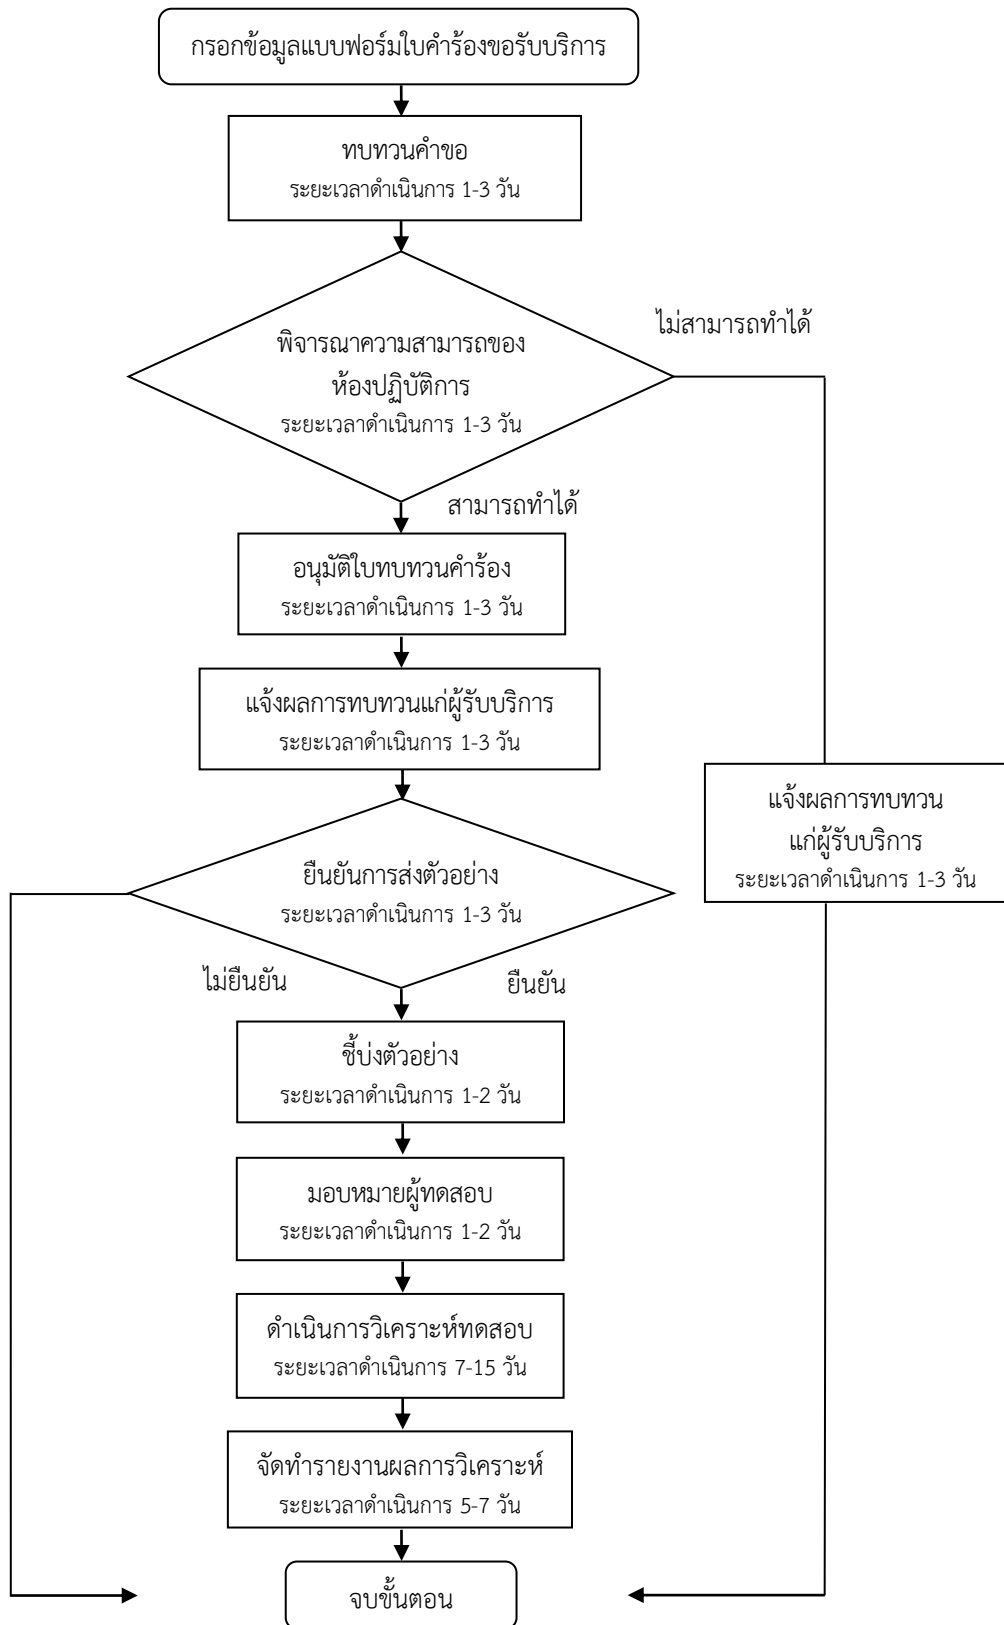 กรอกข้อมูลแบบฟอร์มใบคำร้องขอรับบริการ
ทบทวนคำขอ
ระยะเวลาดำเนินการ 1-3 วัน
ไม่สามารถทำได้
พิจารณาความสามารถของ
ห้องปฏิบัติการ
ระยะเวลาดำเนินการ 1-3 วัน
สามารถทำได้
อนุมัติใบทบทวนคำร้อง
ระยะเวลาดำเนินการ 1-3 วัน
แจ้งผลการทบทวนแก่ผู้รับบริการ
ระยะเวลาดำเนินการ 1-3 วัน
แจ้งผลการทบทวน
แก่ผู้รับบริการ
ระยะเวลาดำเนินการ 1-3 วัน
ยืนยันการส่งตัวอย่าง
ระยะเวลาดำเนินการ 1-3 วัน
ไม่ยืนยัน
ยืนยัน
ชี้บ่งตัวอย่าง
ระยะเวลาดำเนินการ 1-2 วัน
มอบหมายผู้ทดสอบ
ระยะเวลาดำเนินการ 1-2 วัน
ดำเนินการวิเคราะห์ทดสอบ
ระยะเวลาดำเนินการ 7-15 วัน
จัดทำรายงานผลการวิเคราะห์
ระยะเวลาดำเนินการ 5-7 วัน
จบขั้นตอน